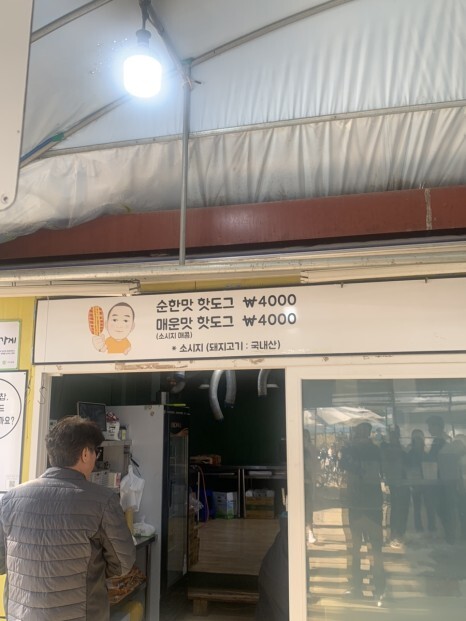 순한맛 핫도그 ₩4000
매운맛 핫도그 ₩4000
(소시지 매콤)
* 소시지 (돼지고기 : 국내산)